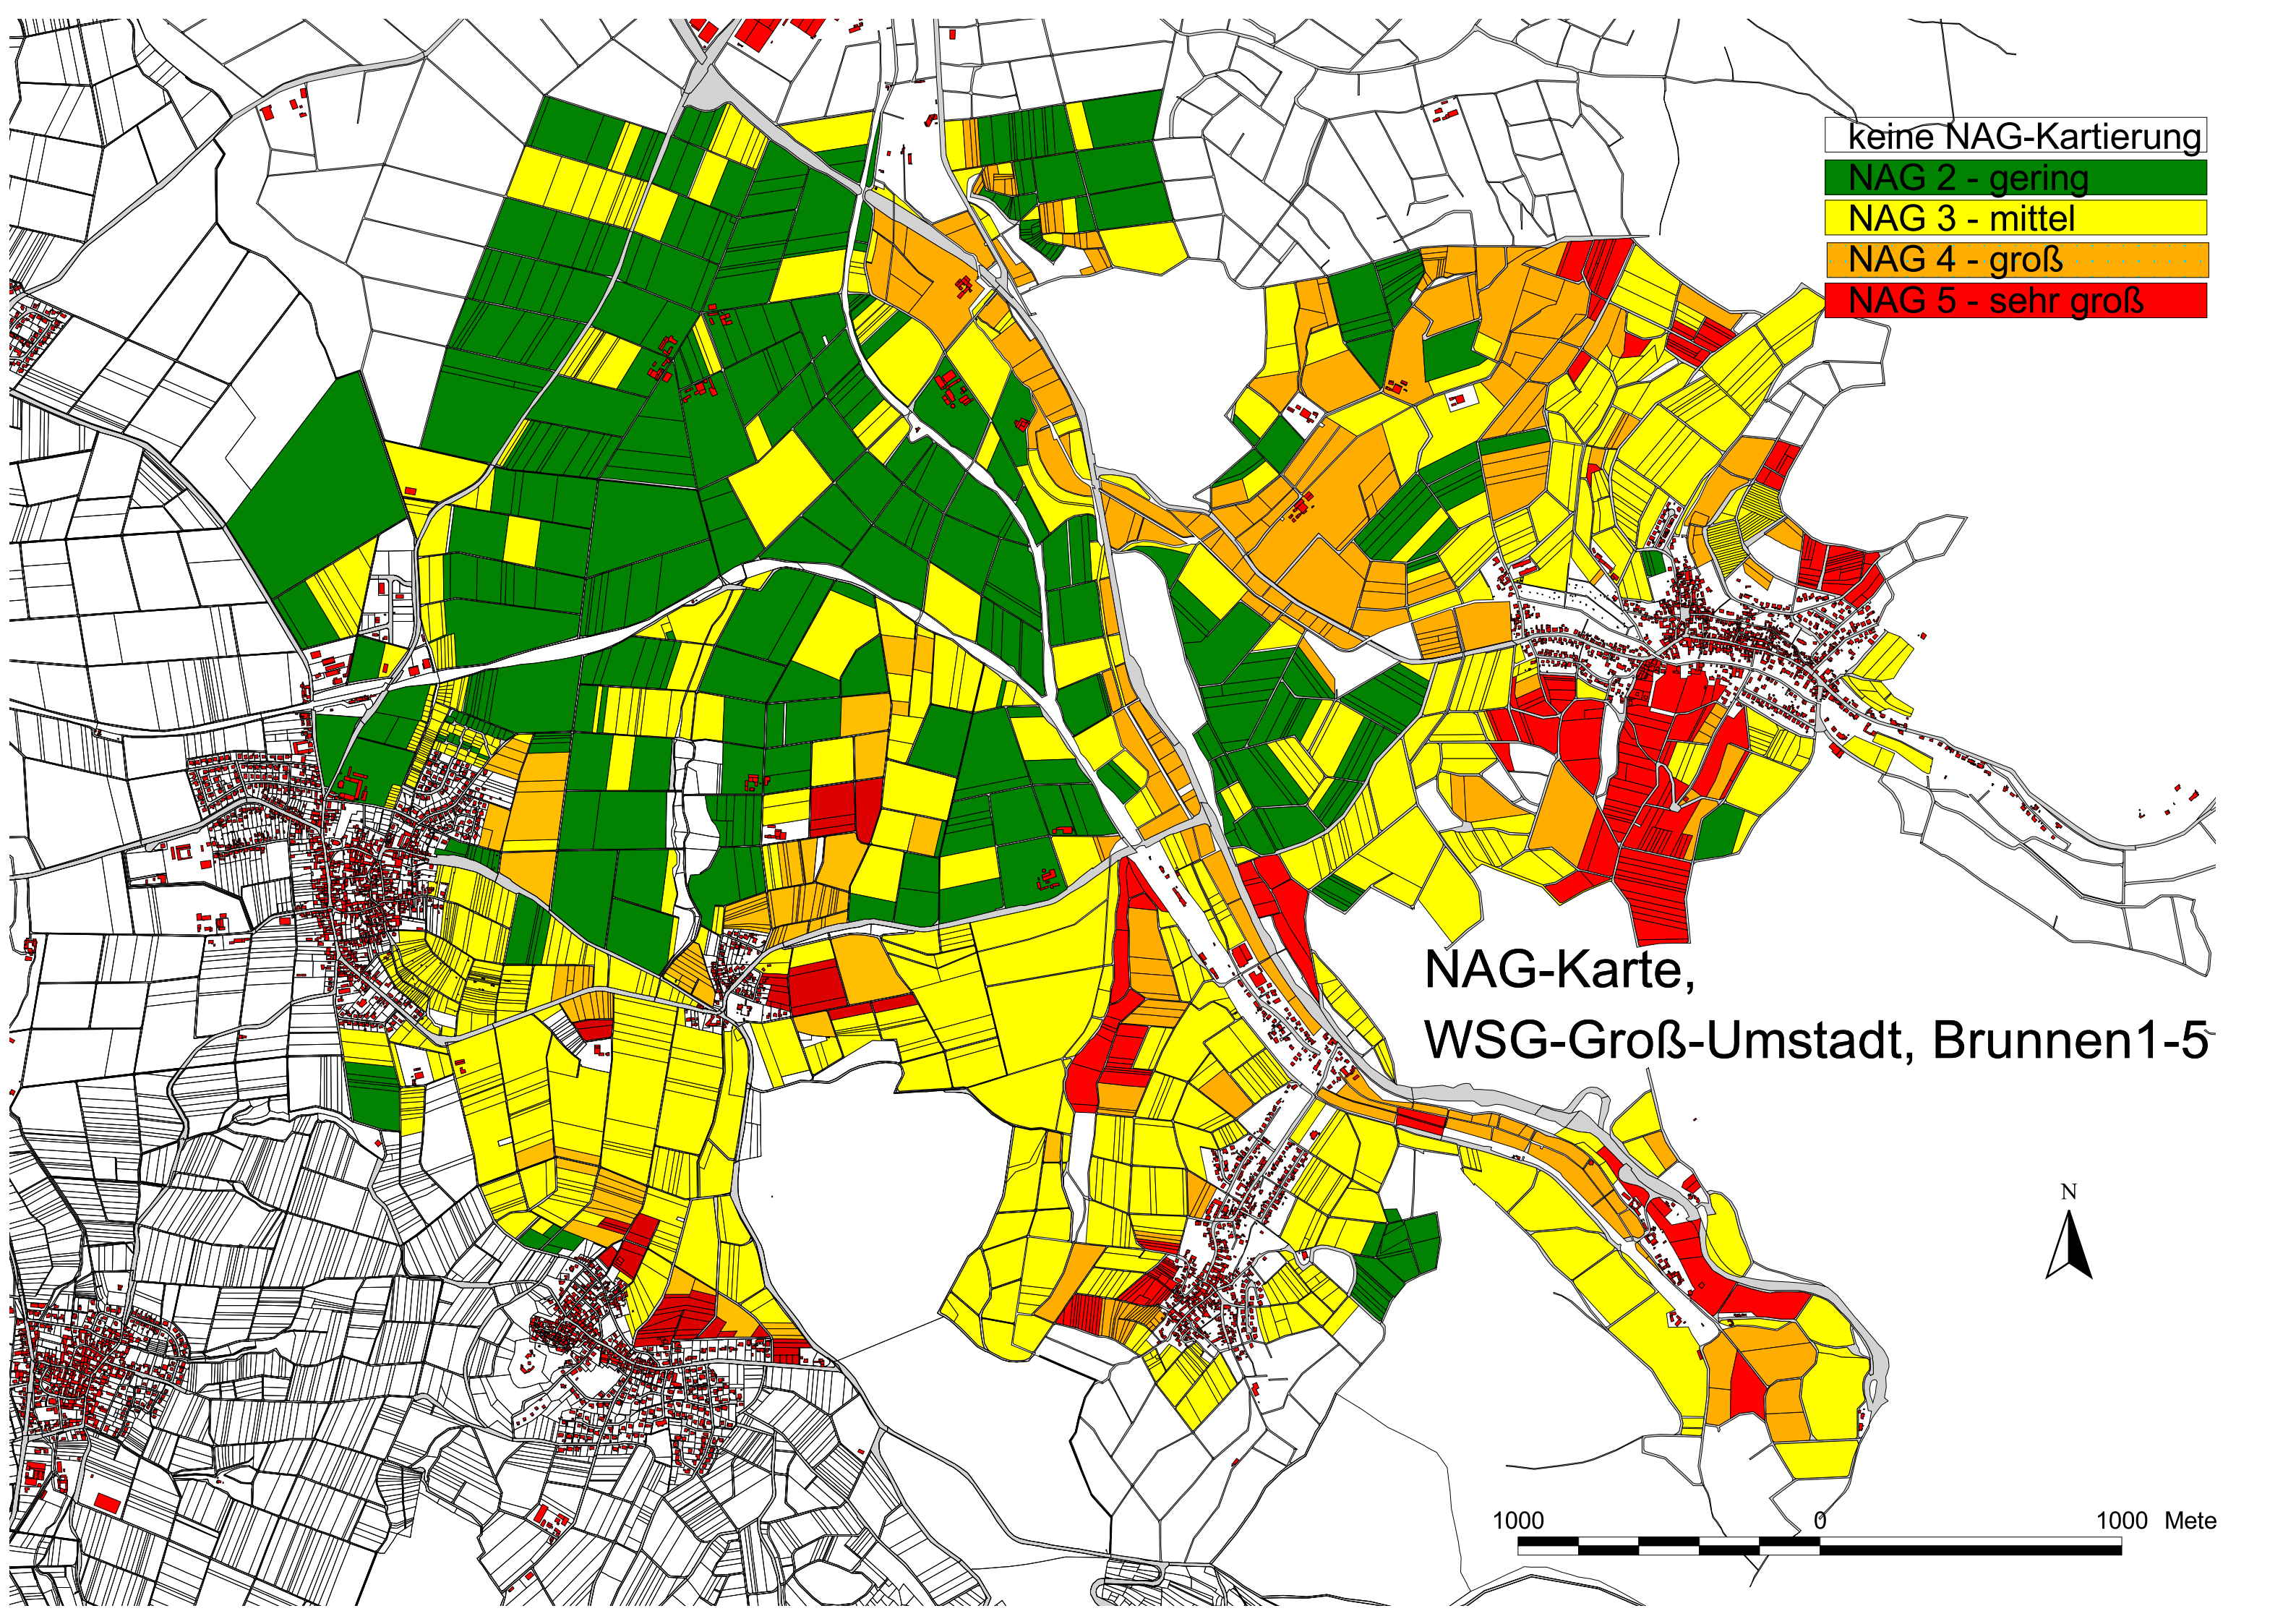 keine NAG-Kartierung
NAG 2 - gering
NAG 3 - mittel
NAG 4 - groß
NAG 5 - sehr groß
NAG-Karte,
WSG-Groß-Umstadt, Brunnen1-5
N
1000 0 1000 Mete